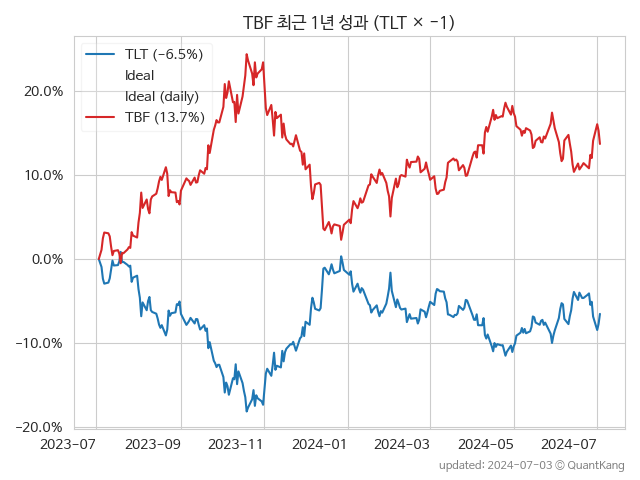 TBF 최근 1년 성과 (TLT × −1)
TLT (−6.5%)
Ideal
Ideal (daily)
TBF (13.7%)
20.0%
10.0%
0.0%
−10.0%
−20.0%
2023-07 2023-09 2023-11 2024-01 2024-03 2024-05 2024-07
updated: 2024-07-03 © QuantKang